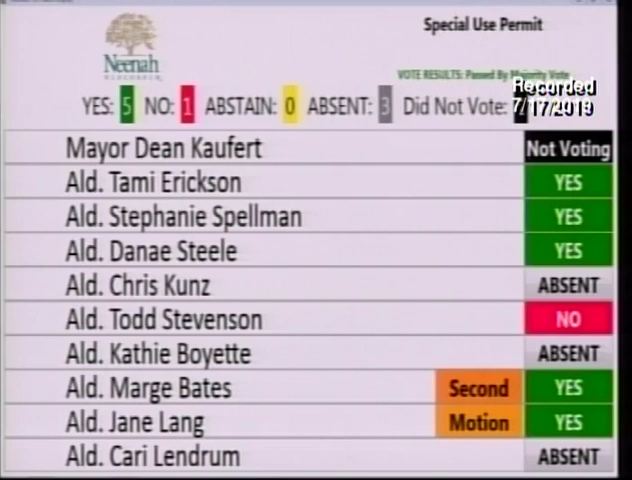 Special Use Permit
Neenah
WISCONSIN
VOTE RESULTS: Passed By Majority Vote
Recorded
7/17/2019
YES: 5 NO: 1 ABSTAIN: 0 ABSENT: 3 Did Not Vote:
Mayor Dean Kaufert Not Voting
Ald. Tami Erickson YES
Ald. Stephanie Spellman YES
Ald. Danae Steele YES
Ald. Chris Kunz ABSENT
Ald. Todd Stevenson NO
Ald. Kathie Boyette ABSENT
Ald. Marge Bates Second YES
Ald. Jane Lang Motion YES
Ald. Cari Lendrum ABSENT